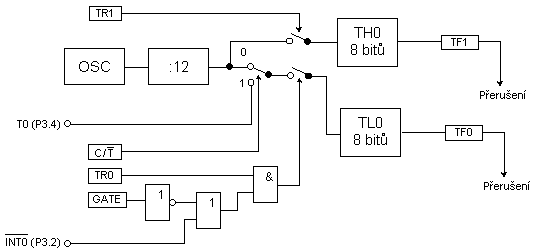 TR1
TH0
8 bitů
TF1
OSC
:12
0
1
Přerušení
T0 (P3.4)
TL0
8 bitů
TF0
C/T̅
TR0
&
GATE
1
1
Přerušení
I̅N̅T̅0̅ (P3.2)